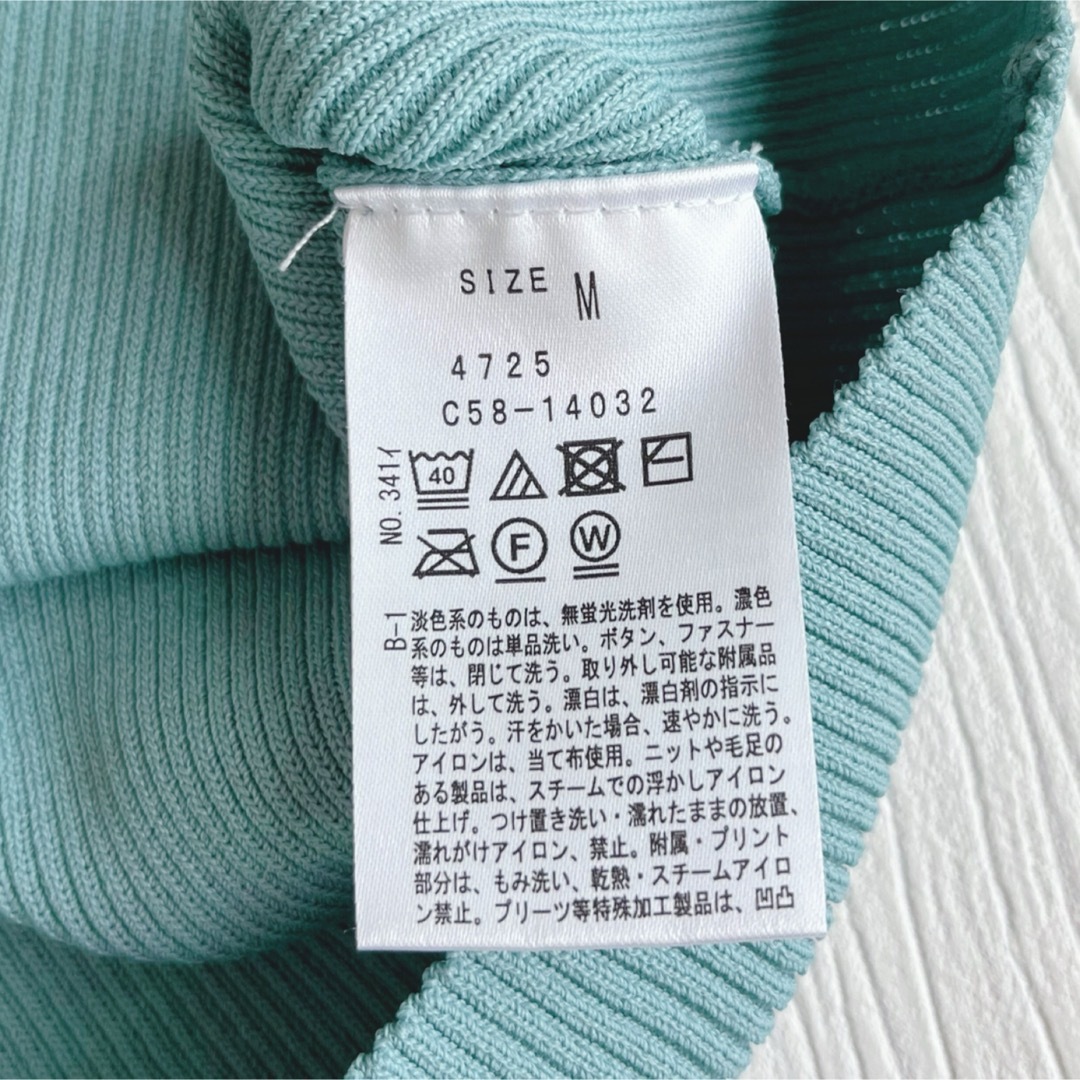 SIZE M
4725
C58-14032
NO.341イ
40
F
W
B-1
淡色系のものは、無蛍光洗剤を使用。濃色
系のものは単品洗い。ボタン、ファスナー
等は、閉じて洗う。取り外し可能な附属品
は、外して洗う。漂白は、漂白剤の指示に
したがう。汗をかいた場合、速やかに洗う。
アイロンは、当て布使用。ニットや毛足の
ある製品は、スチームでの浮かしアイロン
仕上げ。つけ置き洗い・濡れたままの放置、
濡れがけアイロン、禁止。附属・プリント
部分は、もみ洗い、乾熱・スチームアイロ
ン禁止。プリーツ等特殊加工製品は、凹凸